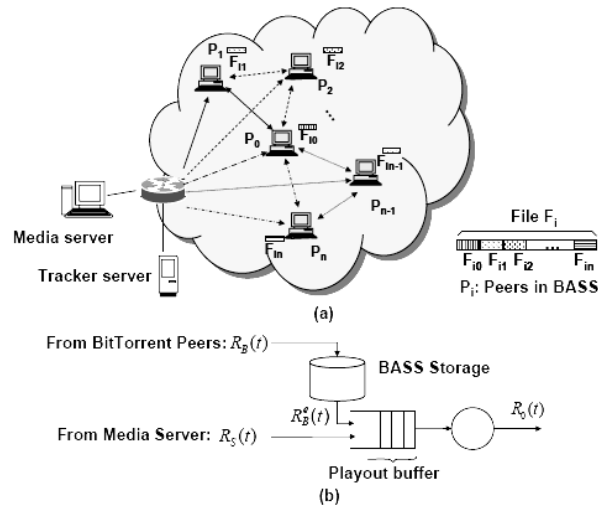 P1 FI1
FI2
P2
P0 FI0
FIn-1
Pn-1
FIn
Pn
Media server
Tracker server
File Fi
Fi0 Fi1 Fi2 ... Fin
Pi: Peers in BASS
(a)
From BitTorrent Peers: RB(t)
BASS Storage
RBe(t)
R0(t)
From Media Server: RS(t)
Playout buffer
(b)